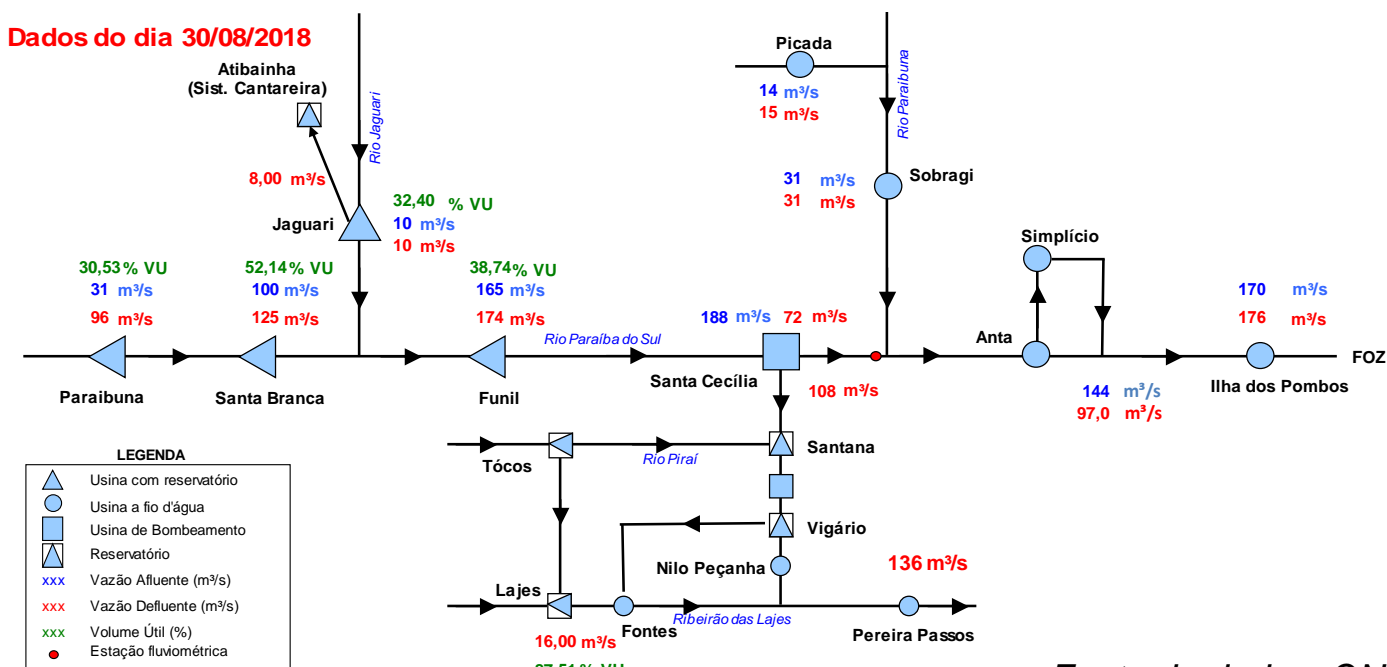 Dados do dia 30/08/2018
Picada
14 m³/s
15 m³/s
Rio Paraibuna
Atibainha
(Sist. Cantareira)
Rio Jaguari
8,00 m³/s
Jaguari
32,40 % VU
10 m³/s
10 m³/s
31 m³/s
31 m³/s
Sobragi
Simplício
30,53% VU
31 m³/s
96 m³/s
Paraibuna
52,14% VU
100 m³/s
125 m³/s
Santa Branca
38,74% VU
165 m³/s
174 m³/s
Funil
Rio Paraíba do Sul
188 m³/s 72 m³/s
Santa Cecília
108 m³/s
Anta
144 m³/s
97,0 m³/s
170 m³/s
176 m³/s
Ilha dos Pombos
FOZ
Tócos
Rio Piraí
Santana
Vigário
Nilo Peçanha
136 m³/s
Lajes
16,00 m³/s
Fontes
Ribeirão das Lajes
Pereira Passos
LEGENDA
Usina com reservatório
Usina a fio d'água
Usina de Bombeamento
Reservatório
xxx Vazão Afluente (m³/s)
xxx Vazão Defluente (m³/s)
xxx Volume Útil (%)
Estação fluviométrica